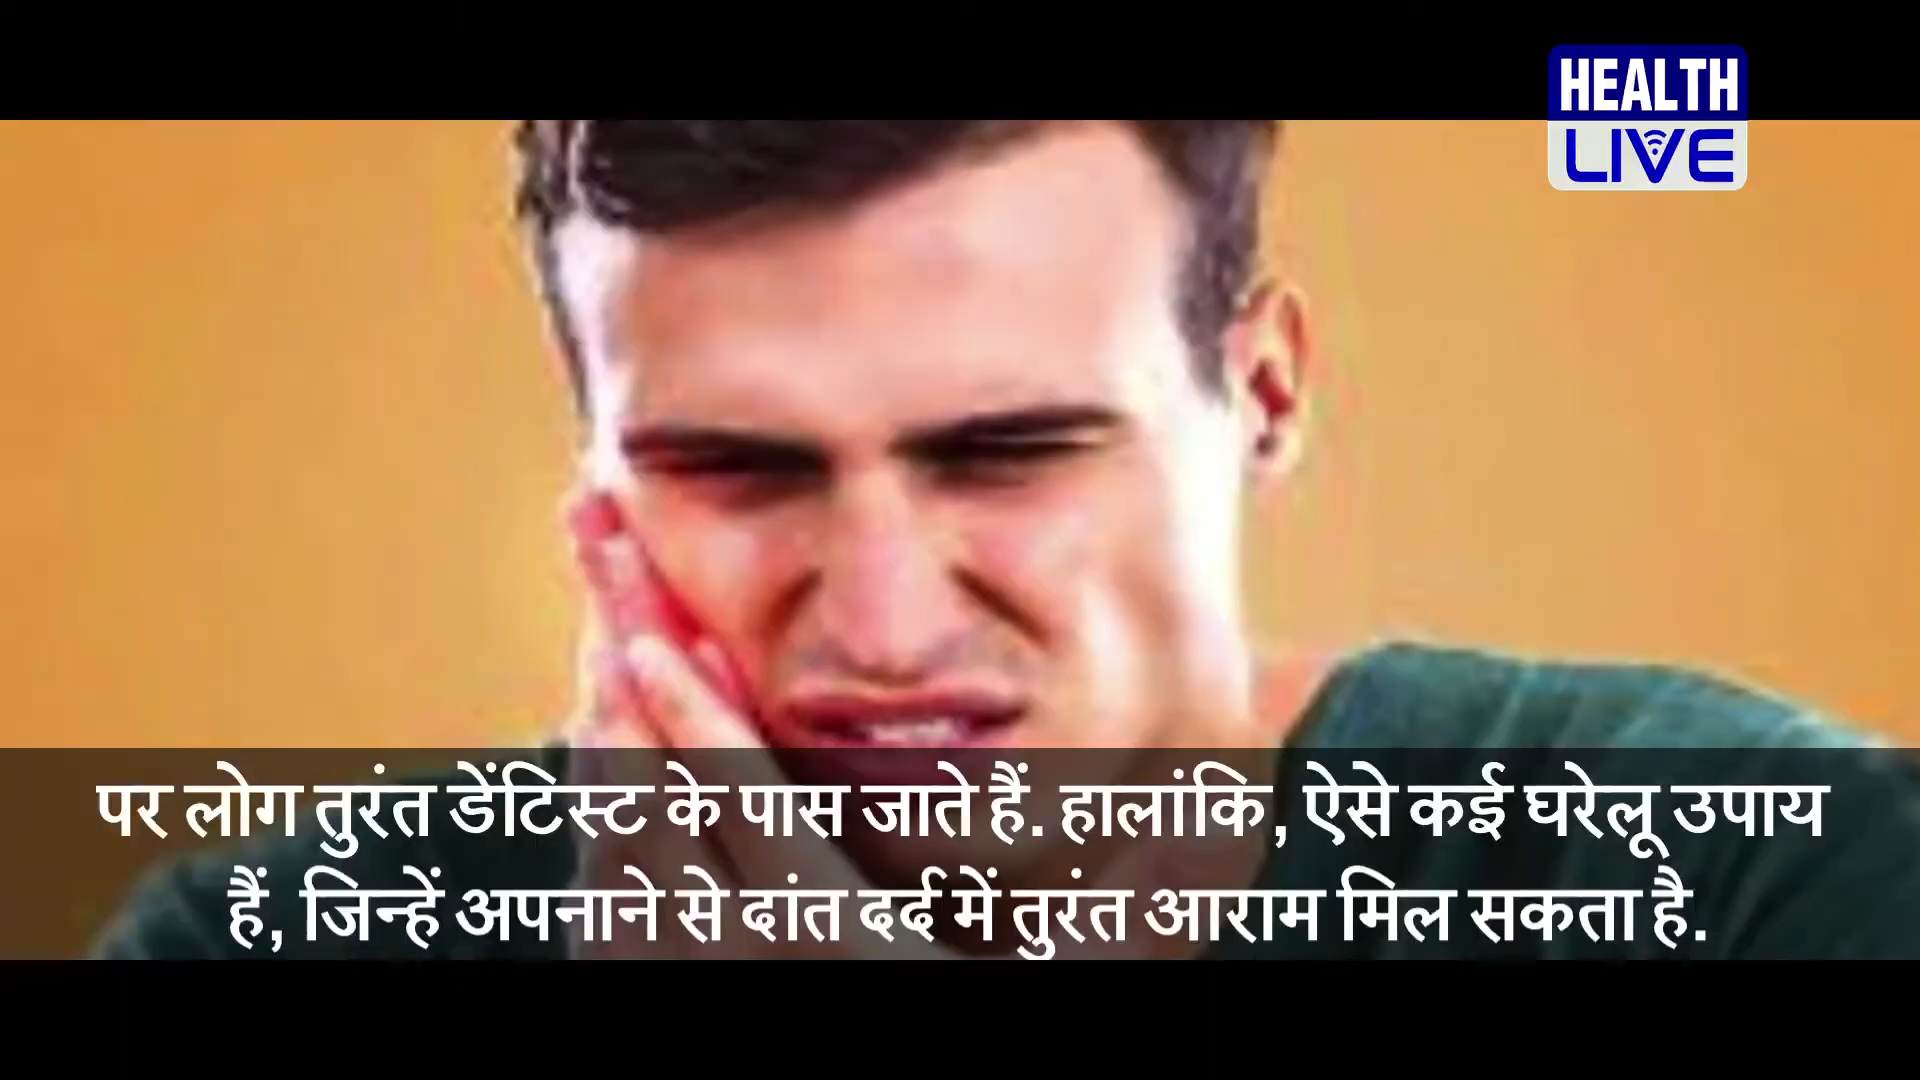 HEALTH
LIVE
पर लोग तुरंत डेंटिस्ट के पास जाते हैं. हालांकि, ऐसे कई घरेलू उपाय
हैं, जिन्हें अपनाने से दांत दर्द में तुरंत आराम मिल सकता है.